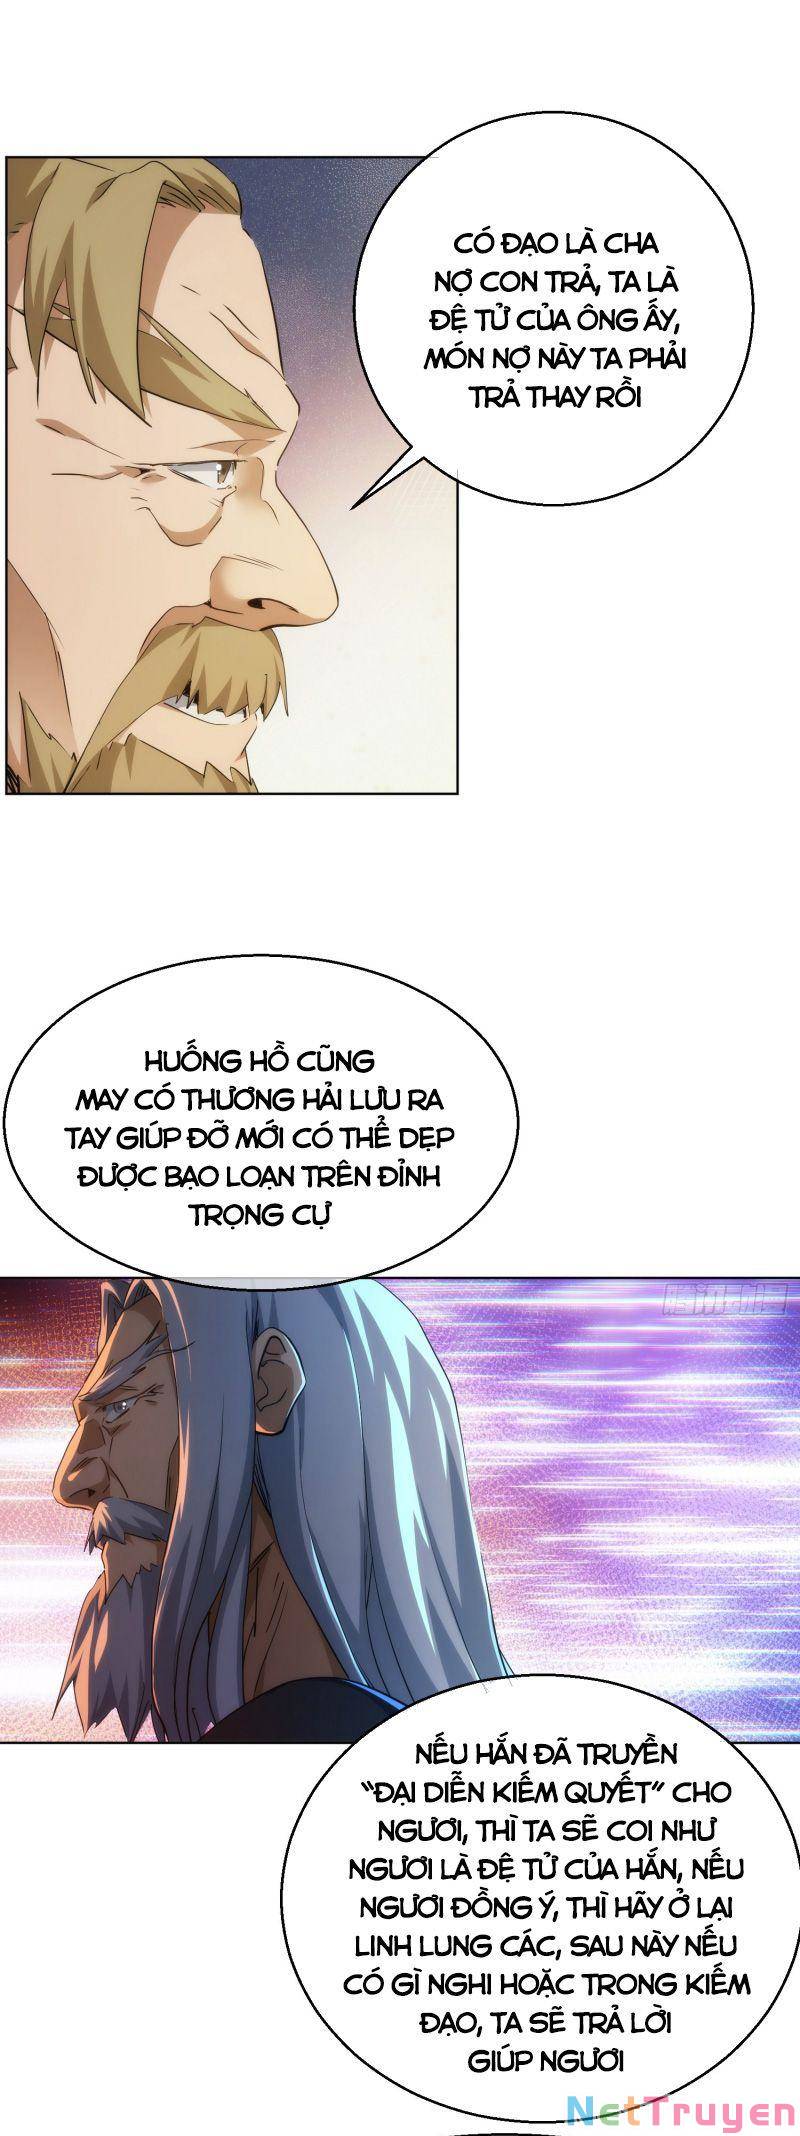 CÓ ĐẠO LÀ CHA
NỢ CON TRẢ, TA LÀ
ĐỆ TỬ CỦA ÔNG ẤY,
MÓN NỢ NÀY TA PHẢI
TRẢ THAY RỒI
HUỐNG HỒ CŨNG
MAY CÓ THƯƠNG HẢI LƯU RA
TAY GIÚP ĐỠ MỚI CÓ THỂ DẸP
ĐƯỢC BẠO LOẠN TRÊN ĐỈNH
TRỌNG CỰ
NẾU HẮN ĐÃ TRUYỀN
“ĐẠI DIỄN KIẾM QUYẾT” CHO
NGƯƠI, THÌ TA SẼ COI NHƯ
NGƯƠI LÀ ĐỆ TỬ CỦA HẮN, NẾU
NGƯƠI ĐỒNG Ý, THÌ HÃY Ở LẠI
LINH LUNG CÁC, SAU NÀY NẾU
CÓ GÌ NGHI HOẶC TRONG KIẾM
ĐẠO, TA SẼ TRẢ LỜI
GIÚP NGƯƠI
NetTruyen